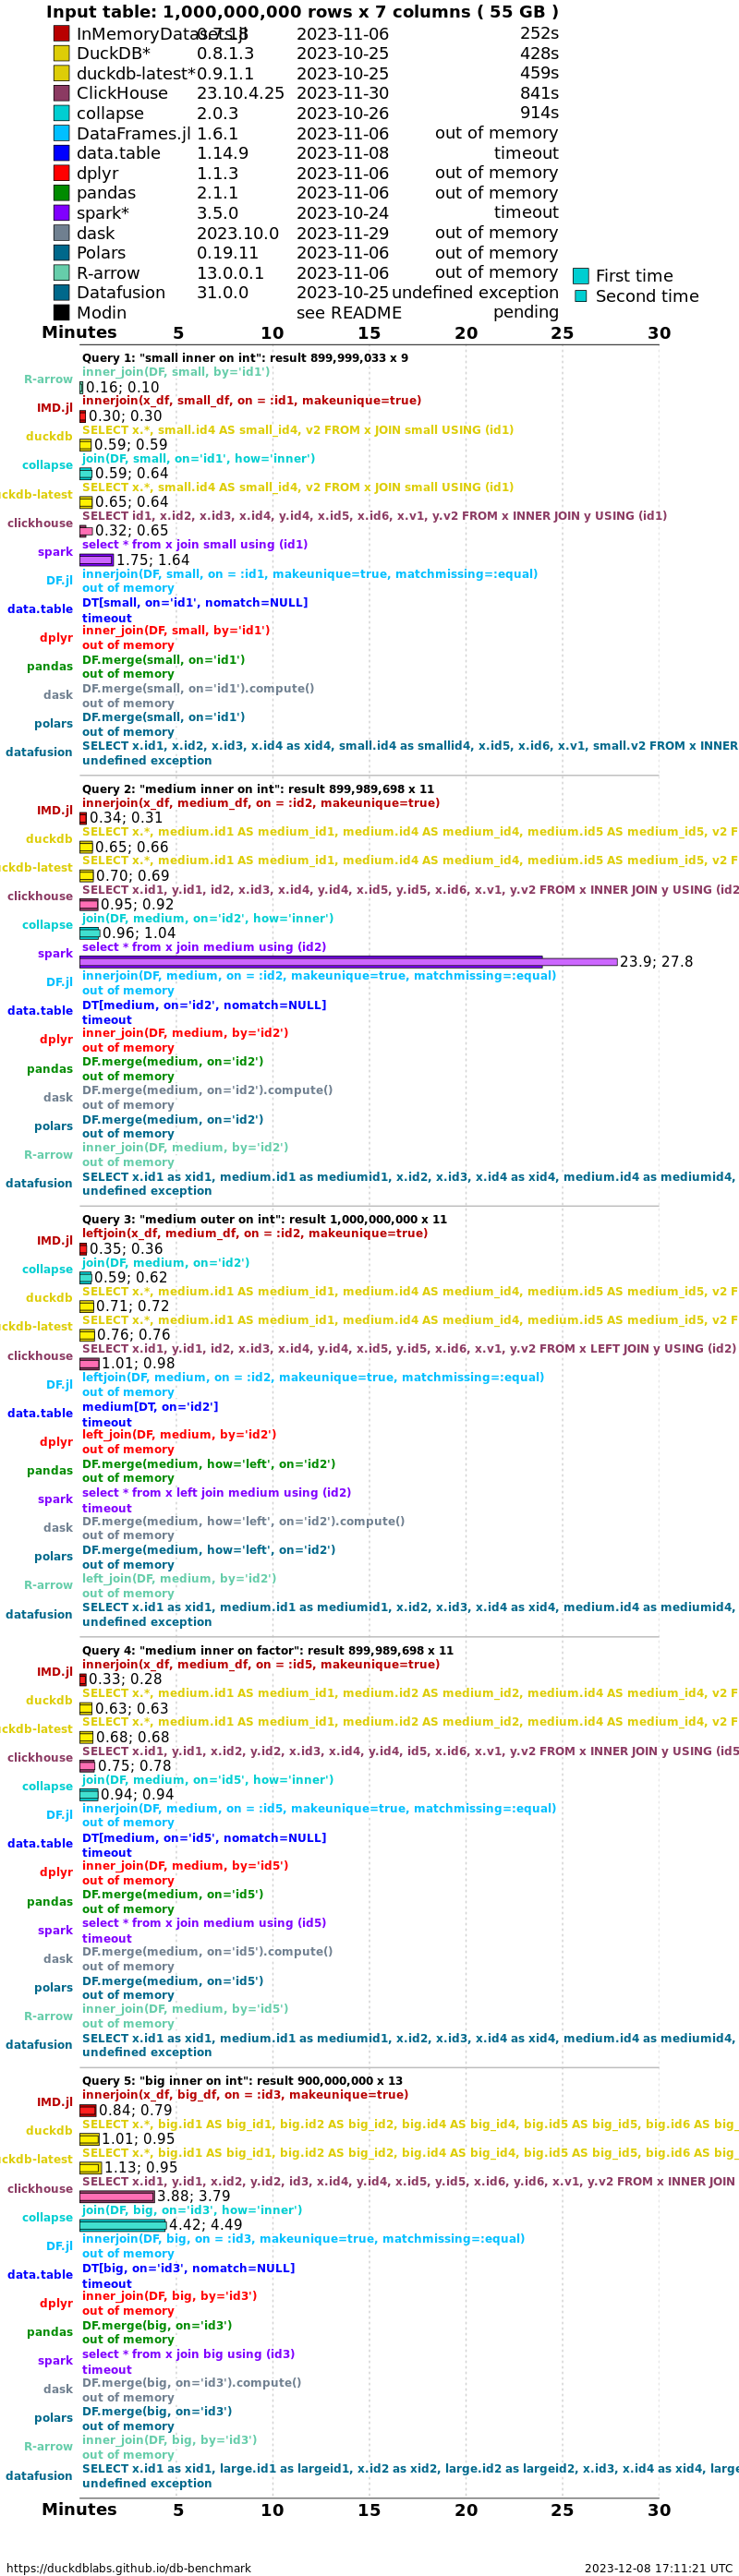 Input table: 1,000,000,000 rows x 7 columns ( 55 GB )
InMemoryDatasets.jl 0.7.18 2023-11-06 252s
DuckDB* 0.8.1.3 2023-10-25 428s
duckdb-latest* 0.9.1.1 2023-10-25 459s
ClickHouse 23.10.4.25 2023-11-30 841s
collapse 2.0.3 2023-10-26 914s
DataFrames.jl 1.6.1 2023-11-06 out of memory
data.table 1.14.9 2023-11-08 timeout
dplyr 1.1.3 2023-11-06 out of memory
pandas 2.1.1 2023-11-06 out of memory
spark* 3.5.0 2023-10-24 timeout
dask 2023.10.0 2023-11-29 out of memory
Polars 0.19.11 2023-11-06 out of memory
R-arrow 13.0.0.1 2023-11-06 out of memory
Datafusion 31.0.0 2023-10-25 undefined exception
Modin see README pending
First time
Second time
Minutes 5 10 15 20 25 30
Query 1: "small inner on int": result 899,999,033 x 9
R-arrow inner_join(DF, small, by='id1')
0.16; 0.10
IMD.jl innerjoin(x_df, small_df, on = :id1, makeunique=true)
0.30; 0.30
duckdb SELECT x.*, small.id4 AS small_id4, v2 FROM x JOIN small USING (id1)
0.59; 0.59
collapse join(DF, small, on='id1', how='inner')
0.59; 0.64
uckdb-latest SELECT x.*, small.id4 AS small_id4, v2 FROM x JOIN small USING (id1)
0.65; 0.64
clickhouse SELECT id1, x.id2, x.id3, x.id4, y.id4, x.id5, x.id6, x.v1, y.v2 FROM x INNER JOIN y USING (id1)
0.32; 0.65
spark select * from x join small using (id1)
1.75; 1.64
DF.jl innerjoin(DF, small, on = :id1, makeunique=true, matchmissing=:equal)
out of memory
data.table DT[small, on='id1', nomatch=NULL]
timeout
dplyr inner_join(DF, small, by='id1')
out of memory
pandas DF.merge(small, on='id1')
out of memory
dask DF.merge(small, on='id1').compute()
out of memory
polars DF.merge(small, on='id1')
out of memory
datafusion SELECT x.id1, x.id2, x.id3, x.id4 as xid4, small.id4 as smallid4, x.id5, x.id6, x.v1, small.v2 FROM x INNER
undefined exception
Query 2: "medium inner on int": result 899,989,698 x 11
IMD.jl innerjoin(x_df, medium_df, on = :id2, makeunique=true)
0.34; 0.31
duckdb SELECT x.*, medium.id1 AS medium_id1, medium.id4 AS medium_id4, medium.id5 AS medium_id5, v2 F
0.65; 0.66
uckdb-latest SELECT x.*, medium.id1 AS medium_id1, medium.id4 AS medium_id4, medium.id5 AS medium_id5, v2 F
0.70; 0.69
clickhouse SELECT x.id1, y.id1, id2, x.id3, x.id4, y.id4, x.id5, y.id5, x.id6, x.v1, y.v2 FROM x INNER JOIN y USING (id2
0.95; 0.92
collapse join(DF, medium, on='id2', how='inner')
0.96; 1.04
spark select * from x join medium using (id2)
23.9; 27.8
DF.jl innerjoin(DF, medium, on = :id2, makeunique=true, matchmissing=:equal)
out of memory
data.table DT[medium, on='id2', nomatch=NULL]
timeout
dplyr inner_join(DF, medium, by='id2')
out of memory
pandas DF.merge(medium, on='id2')
out of memory
dask DF.merge(medium, on='id2').compute()
out of memory
polars DF.merge(medium, on='id2')
out of memory
R-arrow inner_join(DF, medium, by='id2')
out of memory
datafusion SELECT x.id1 as xid1, medium.id1 as mediumid1, x.id2, x.id3, x.id4 as xid4, medium.id4 as mediumid4,
undefined exception
Query 3: "medium outer on int": result 1,000,000,000 x 11
IMD.jl leftjoin(x_df, medium_df, on = :id2, makeunique=true)
0.35; 0.36
collapse join(DF, medium, on='id2')
0.59; 0.62
duckdb SELECT x.*, medium.id1 AS medium_id1, medium.id4 AS medium_id4, medium.id5 AS medium_id5, v2 F
0.71; 0.72
uckdb-latest SELECT x.*, medium.id1 AS medium_id1, medium.id4 AS medium_id4, medium.id5 AS medium_id5, v2 F
0.76; 0.76
clickhouse SELECT x.id1, y.id1, id2, x.id3, x.id4, y.id4, x.id5, y.id5, x.id6, x.v1, y.v2 FROM x LEFT JOIN y USING (id2)
1.01; 0.98
DF.jl leftjoin(DF, medium, on = :id2, makeunique=true, matchmissing=:equal)
out of memory
data.table medium[DT, on='id2']
timeout
dplyr left_join(DF, medium, by='id2')
out of memory
pandas DF.merge(medium, how='left', on='id2')
out of memory
spark select * from x left join medium using (id2)
timeout
dask DF.merge(medium, how='left', on='id2').compute()
out of memory
polars DF.merge(medium, how='left', on='id2')
out of memory
R-arrow left_join(DF, medium, by='id2')
out of memory
datafusion SELECT x.id1 as xid1, medium.id1 as mediumid1, x.id2, x.id3, x.id4 as xid4, medium.id4 as mediumid4,
undefined exception
Query 4: "medium inner on factor": result 899,989,698 x 11
IMD.jl innerjoin(x_df, medium_df, on = :id5, makeunique=true)
0.33; 0.28
duckdb SELECT x.*, medium.id1 AS medium_id1, medium.id2 AS medium_id2, medium.id4 AS medium_id4, v2 F
0.63; 0.63
uckdb-latest SELECT x.*, medium.id1 AS medium_id1, medium.id2 AS medium_id2, medium.id4 AS medium_id4, v2 F
0.68; 0.68
clickhouse SELECT x.id1, y.id1, x.id2, y.id2, x.id3, x.id4, y.id4, id5, x.id6, x.v1, y.v2 FROM x INNER JOIN y USING (id5
0.75; 0.78
collapse join(DF, medium, on='id5', how='inner')
0.94; 0.94
DF.jl innerjoin(DF, medium, on = :id5, makeunique=true, matchmissing=:equal)
out of memory
data.table DT[medium, on='id5', nomatch=NULL]
timeout
dplyr inner_join(DF, medium, by='id5')
out of memory
pandas DF.merge(medium, on='id5')
out of memory
spark select * from x join medium using (id5)
timeout
dask DF.merge(medium, on='id5').compute()
out of memory
polars DF.merge(medium, on='id5')
out of memory
R-arrow inner_join(DF, medium, by='id5')
out of memory
datafusion SELECT x.id1 as xid1, medium.id1 as mediumid1, x.id2, x.id3, x.id4 as xid4, medium.id4 as mediumid4,
undefined exception
Query 5: "big inner on int": result 900,000,000 x 13
IMD.jl innerjoin(x_df, big_df, on = :id3, makeunique=true)
0.84; 0.79
duckdb SELECT x.*, big.id1 AS big_id1, big.id2 AS big_id2, big.id4 AS big_id4, big.id5 AS big_id5, big.id6 AS big_
1.01; 0.95
uckdb-latest SELECT x.*, big.id1 AS big_id1, big.id2 AS big_id2, big.id4 AS big_id4, big.id5 AS big_id5, big.id6 AS big_
1.13; 0.95
clickhouse SELECT x.id1, y.id1, x.id2, y.id2, id3, x.id4, y.id4, x.id5, y.id5, x.id6, y.id6, x.v1, y.v2 FROM x INNER JOIN
3.88; 3.79
collapse join(DF, big, on='id3', how='inner')
4.42; 4.49
DF.jl innerjoin(DF, big, on = :id3, makeunique=true, matchmissing=:equal)
out of memory
data.table DT[big, on='id3', nomatch=NULL]
timeout
dplyr inner_join(DF, big, by='id3')
out of memory
pandas DF.merge(big, on='id3')
out of memory
spark select * from x join big using (id3)
timeout
dask DF.merge(big, on='id3').compute()
out of memory
polars DF.merge(big, on='id3')
out of memory
R-arrow inner_join(DF, big, by='id3')
out of memory
datafusion SELECT x.id1 as xid1, large.id1 as largeid1, x.id2 as xid2, large.id2 as largeid2, x.id3, x.id4 as xid4, large
undefined exception
Minutes 5 10 15 20 25 30
https://duckdblabs.github.io/db-benchmark 2023-12-08 17:11:21 UTC